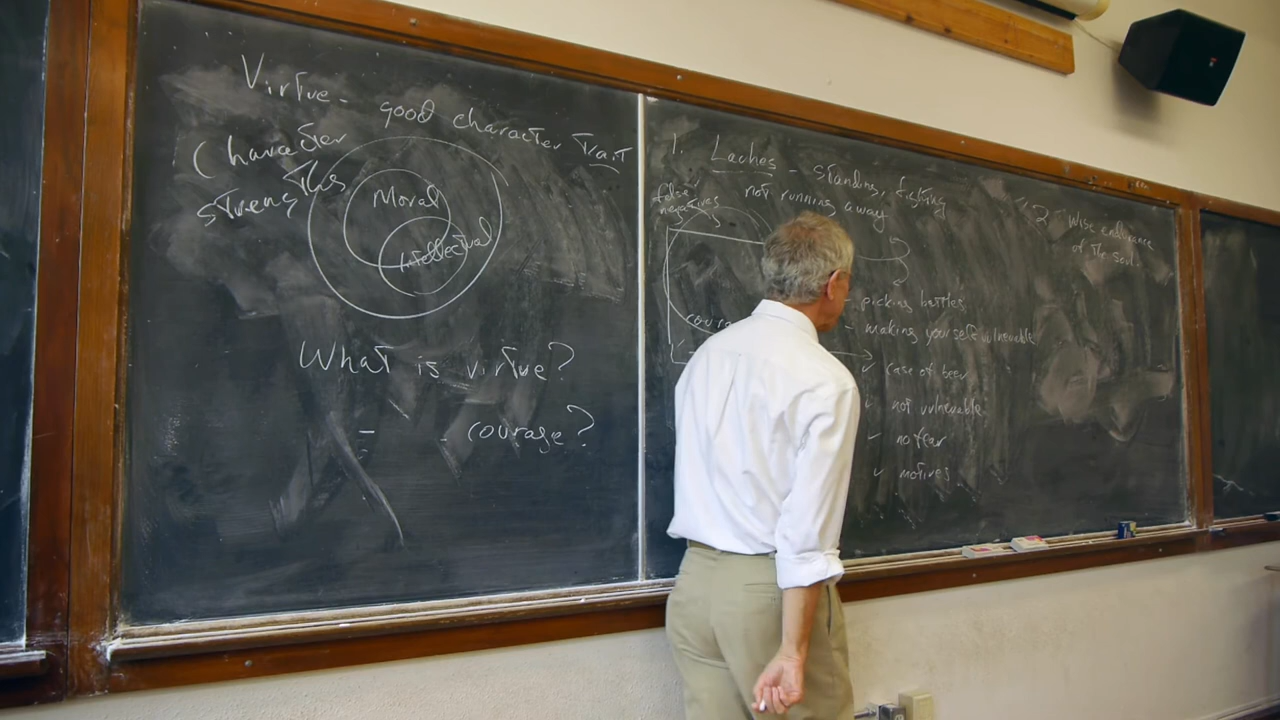 Virtue - good character trait
Character
strengths
Moral
Intellectual
What is virtue?
- - courage?
1. Laches - standing, fighting
not running away
false
negatives
coura
- picking battles
- making yourself vulnerable
✓ case of beer
✓ not vulnerable
✓ no fear
✓ motives
2. Wise endurance
of the soul.